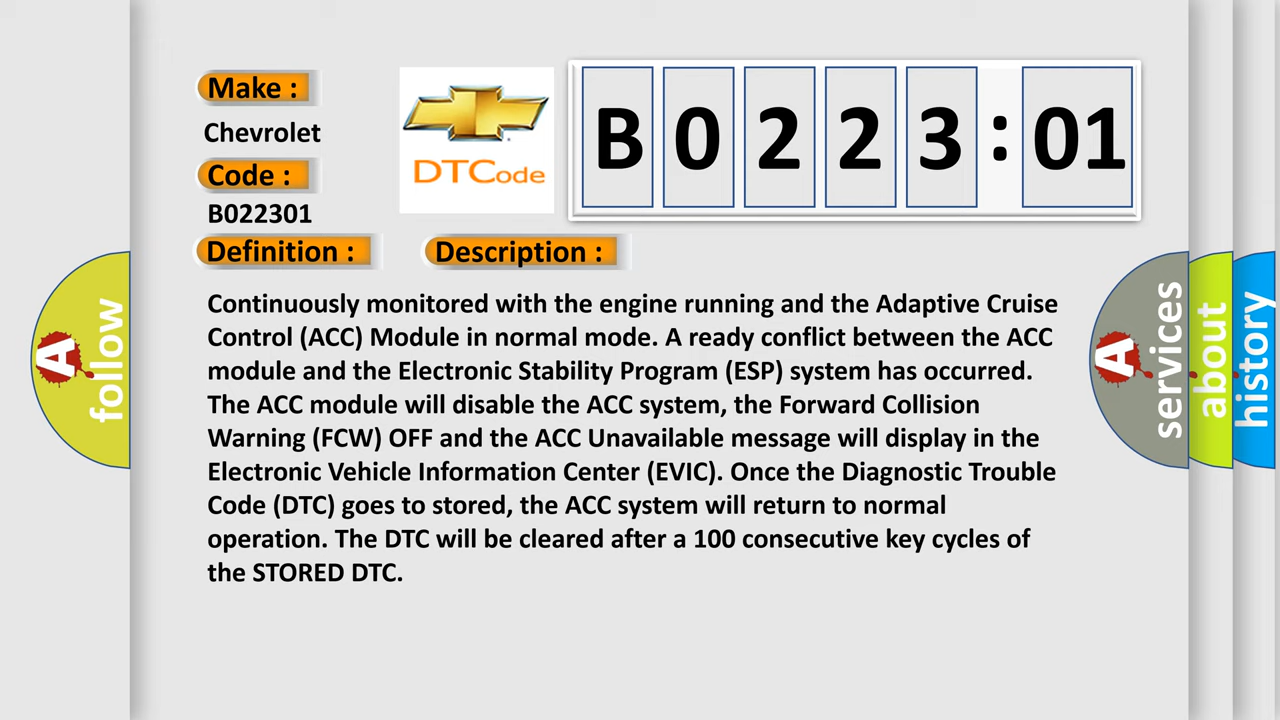 Make :
Chevrolet
Code :
B022301
DTCode
B0223:01
Definition :
Description :
Continuously monitored with the engine running and the Adaptive Cruise
Control (ACC) Module in normal mode. A ready conflict between the ACC
module and the Electronic Stability Program (ESP) system has occurred.
The ACC module will disable the ACC system, the Forward Collision
Warning (FCW) OFF and the ACC Unavailable message will display in the
Electronic Vehicle Information Center (EVIC). Once the Diagnostic Trouble
Code (DTC) goes to stored, the ACC system will return to normal
operation. The DTC will be cleared after a 100 consecutive key cycles of
the STORED DTC.
A follow
A services
about
history